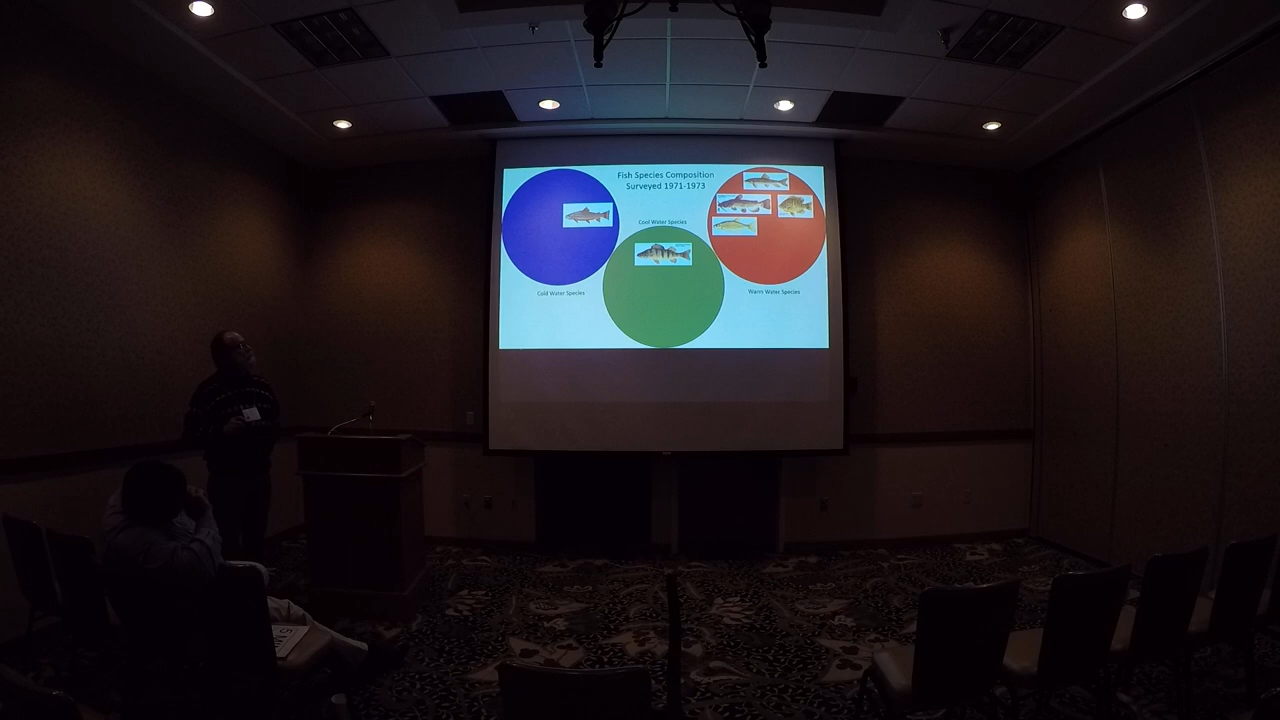 Fish Species Composition
Surveyed 1971-1973
Cool Water Species
Cold Water Species
Warm Water Species